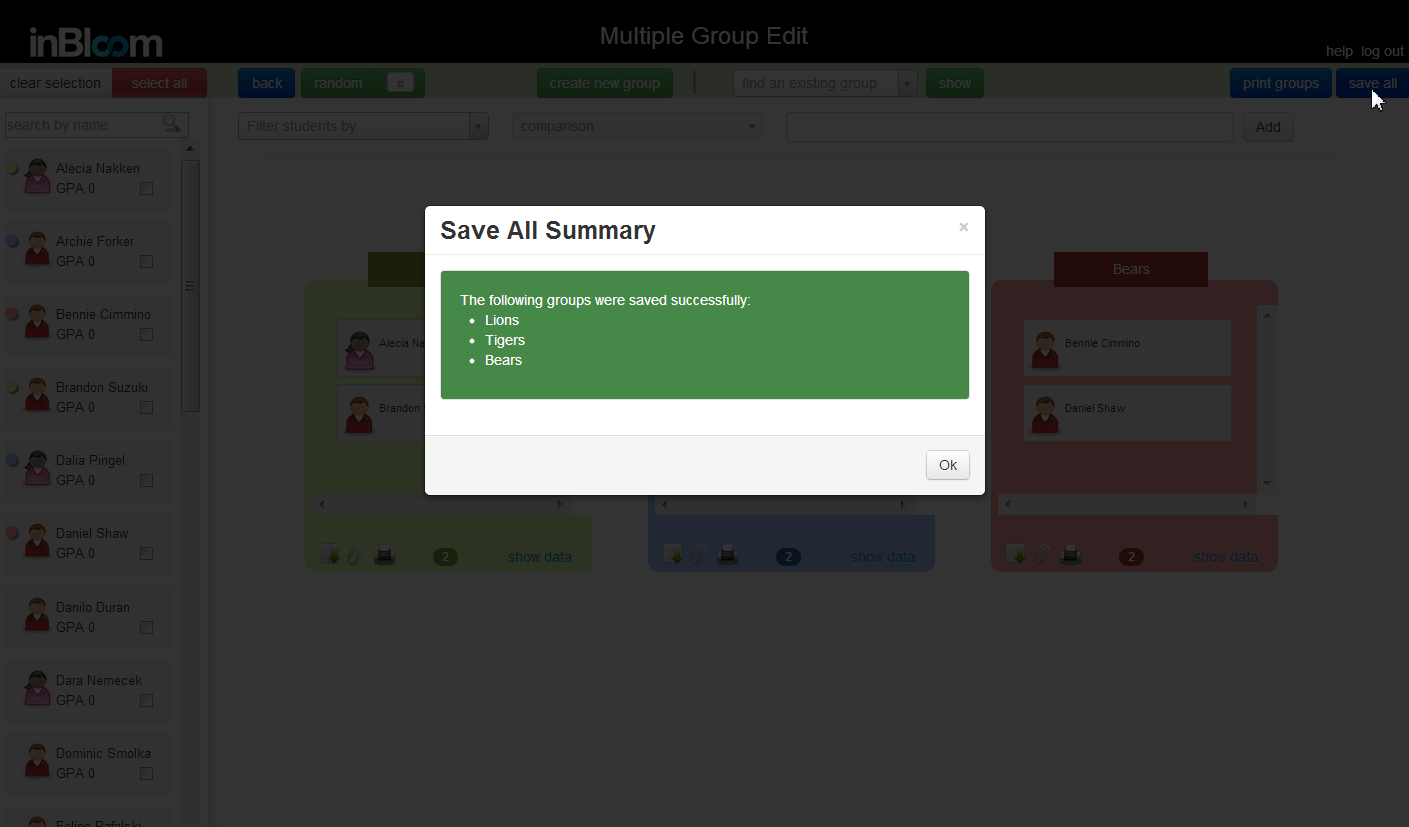 inBloom
Multiple Group Edit
help log out
clear selection
select all
back
random
#
create new group
find an existing group
show
print groups
save all
search by name
Filter students by
comparison
Add
Alecia Nakken
GPA 0
Archie Forker
GPA 0
Bennie Cimmino
GPA 0
Brandon Suzuki
GPA 0
Dalia Pingel
GPA 0
Daniel Shaw
GPA 0
Danilo Duran
GPA 0
Dara Nemecek
GPA 0
Dominic Smolka
GPA 0
Felipe Rafalski
Alecia Na
Brandon
2
show data
Save All Summary
×
The following groups were saved successfully:
• Lions
• Tigers
• Bears
Ok
2
show data
Bears
Bennie Cimmino
Daniel Shaw
2
show data